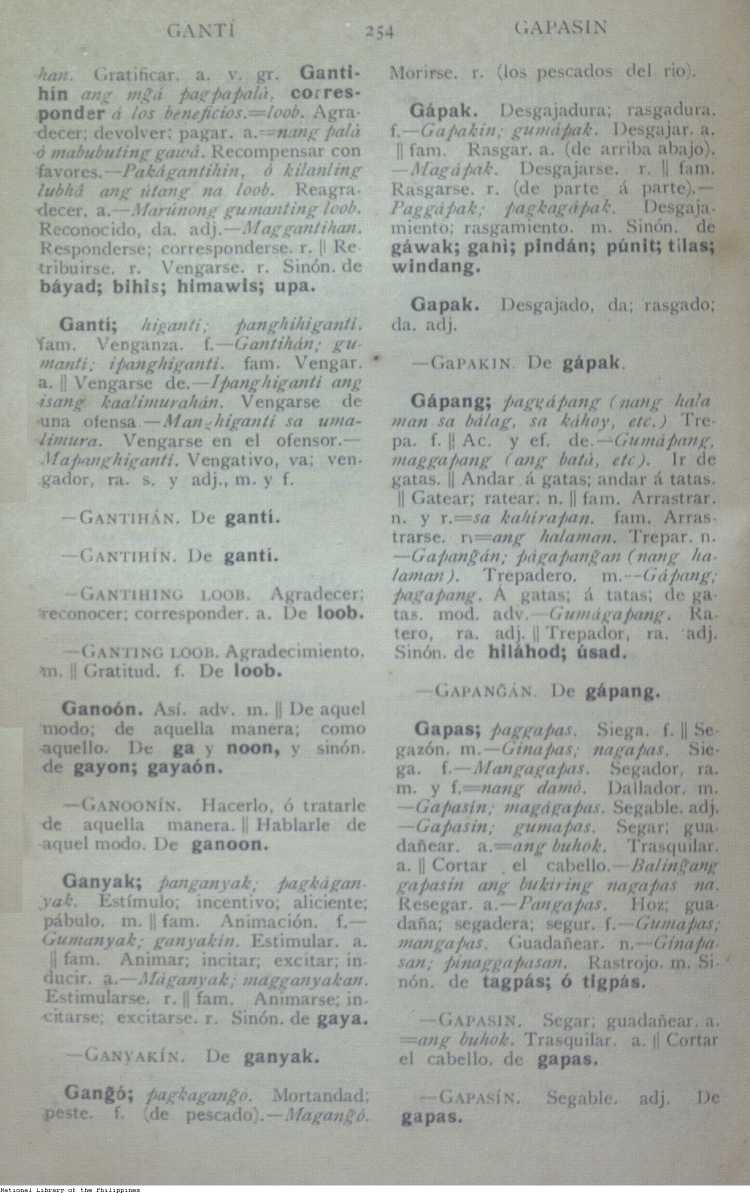 GANTÍ
254
GAPASIN
han. Gratificar. a. v. gr. Ganti-
hin ang mg̃á pagpapalà, corres-
ponder á los beneficios.=loob. Agra-
decer; devolver; pagar. a.=nang palà
ò mabubuting gawâ. Recompensar con
favores.—Pakágantihin, ò kilanling
lubhâ ang útang na loob. Reagra-
decer. a.—Marúnong gumanting loob.
Reconocido, da. adj.—Maggantihan.
Responderse; corresponderse. r. || Re-
tribuirse. r. Vengarse. r. Sinón. de
báyad; bihis; himawis; upa.
Gantí; higantí; panghihigantí.
fam. Venganza. f.—Gantihán; gu-
mantí; ipanghigantí. fam. Vengar.
a. || Vengarse de.—Ipanghigantí ang
isang kaalimurahán. Vengarse de
una ofensa.—Manghigantí sa uma-
limura. Vengarse en el ofensor.—
Mapanghigantí. Vengativo, va; ven-
gador, ra. s. y adj., m. y f.
—GANTIHÁN. De gantí.
—GANTIHÍN. De gantí.
—GANTIHING LOOB. Agradecer;
reconocer; corresponder. a. De loob.
—GANTING LOOB. Agradecimiento.
m. || Gratitud. f. De loob.
Ganoón. Así. adv. m. || De aquel
modo; de aquella manera; como
aquello. De ga y noon, y sinón.
de gayon; gayaón.
—GANOONÍN. Hacerlo, ó tratarle
de aquella manera. || Hablarle de
aquel modo. De ganoon.
Ganyak; panganyak; pagkágan-
yak. Estímulo; incentivo; aliciente;
pábulo. m. || fam. Animación. f.—
Gumanyak; ganyakín. Estimular. a.
|| fam. Animar; incitar; excitar; in-
ducir. a.—Máganyak; magganyakan.
Estimularse. r. || fam. Animarse; in-
citarse; excitarse. r. Sinón. de gaya.
—GANYAKÍN. De ganyak.
Gang̃ó; pagkagang̃ó. Mortandad;
peste. f. (de pescado).—Magang̃ó.
Morirse. r. (los pescados del rio).
Gápak. Desgajadura; rasgadura.
f.—Gapakin; gumápak. Desgajar. a.
|| fam. Rasgar. a. (de arriba abajo).
—Magápak. Desgajarse. r. || fam.
Rasgarse. r. (de parte á parte).—
Paggápak; pagkagápak. Desgaja-
miento; rasgamiento. m. Sinón. de
gáwak; gahì; pindán; púnit; tilas;
windang.
Gapak. Desgajado, da; rasgado;
da. adj.
—GAPAKIN. De gápak.
Gápang; paggápang (nang hala
man sa bálag, sa káhoy, etc.) Tre-
pa. f. || Ac. y ef. de.—Gumápang,
maggapang (ang batà, etc). Ir de
gatas. || Andar á gatas; andar á tatas.
|| Gatear; ratear. n. || fam. Arrastrar.
n. y r.=sa kahirapan. fam. Arras-
trarse. n=ang halaman. Trepar. n.
—Gapang̃án; págapang̃an (nang ha-
laman). Trepadero. m.--Gápang;
pagapang. A gatas; á tatas; de ga-
tas. mod. adv.—Gumágapang. Ra-
tero, ra. adj. || Trepador, ra. adj.
Sinón. de hiláhod; úsad.
—GAPANG̃ÁN. De gápang.
Gapas; paggapas. Siega. f. || Se-
gazón. m.—Ginapas; nagapas. Sie-
ga. f.—Mangagapas. Segador, ra.
m. y f.=nang damó. Dallador. m.
—Gapasín; magágapas. Segable. adj.
—Gapasín; gumapas. Segar; gua-
dañear. a.=ang buhok. Trasquilar.
a. || Cortar el cabello.—Baling̃ang
gapasin ang bukiring nagapas na.
Resegar. a.—Pangapas. Hoz; gua-
daña; segadera; segur. f.—Gumapas;
mangapas. Guadañear. n.—Ginapa-
san; pinaggapasan. Rastrojo. m. Si-
nón. de tagpás; ó tigpás.
—GAPASIN. Segar; guadañear. a.
=ang buhok. Trasquilar. a. || Cortar
el cabello. de gapas.
—GAPASÍN. Segable. adj. De
gapas.
National Library of the Philippines